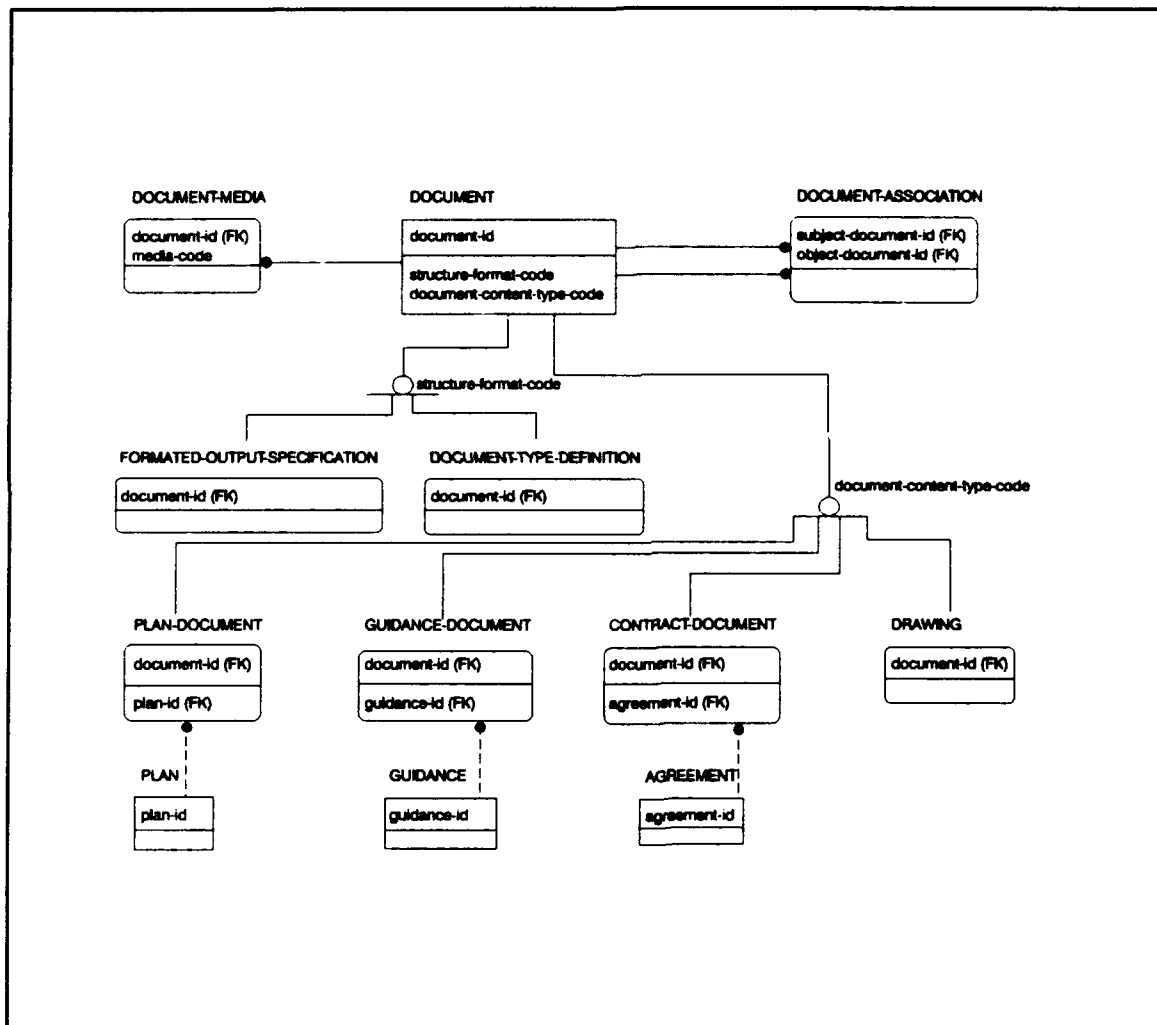 DOCUMENT-MEDIA
document-id (FK)
media-code
DOCUMENT
document-id
structure-format-code
document-content-type-code
DOCUMENT-ASSOCIATION
subject-document-id (FK)
object-document-id (FK)
structure-format-code
FORMATED-OUTPUT-SPECIFICATION
document-id (FK)
DOCUMENT-TYPE-DEFINITION
document-id (FK)
document-content-type-code
PLAN-DOCUMENT
document-id (FK)
plan-id (FK)
GUIDANCE-DOCUMENT
document-id (FK)
guidance-id (FK)
CONTRACT-DOCUMENT
document-id (FK)
agreement-id (FK)
DRAWING
document-id (FK)
PLAN
plan-id
GUIDANCE
guidance-id
AGREEMENT
agreement-id